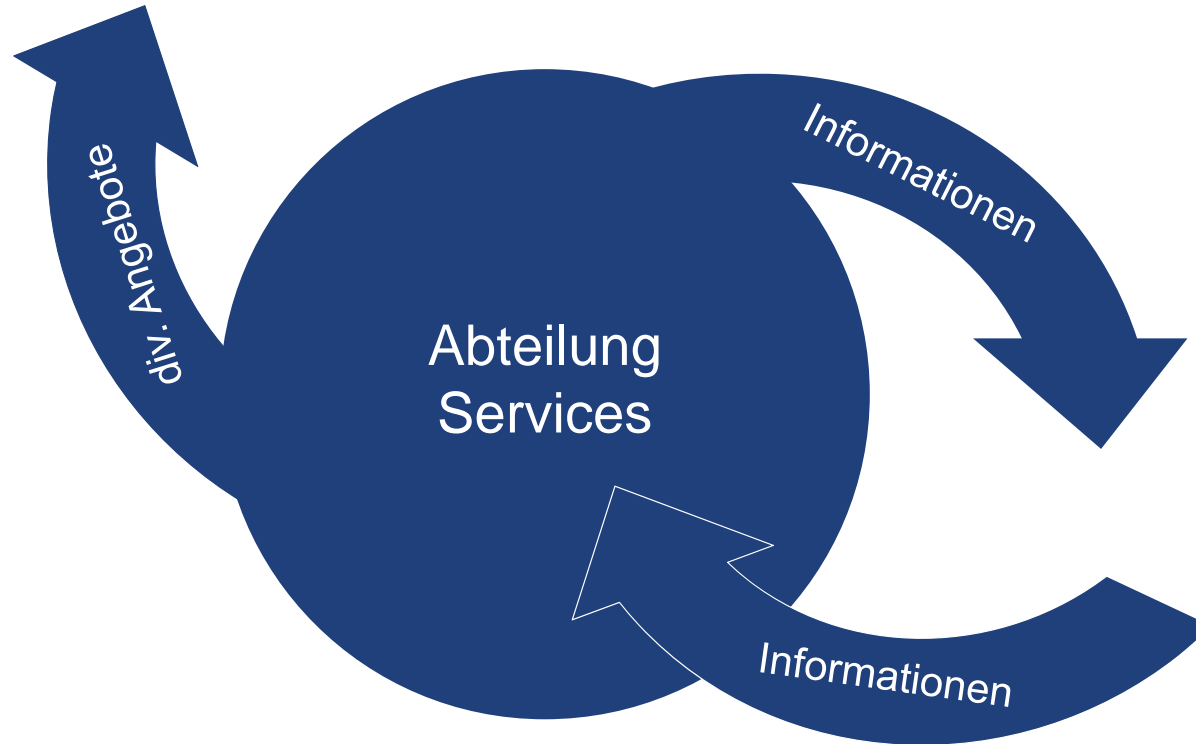 div. Angebote
Informationen
Abteilung
Services
Informationen